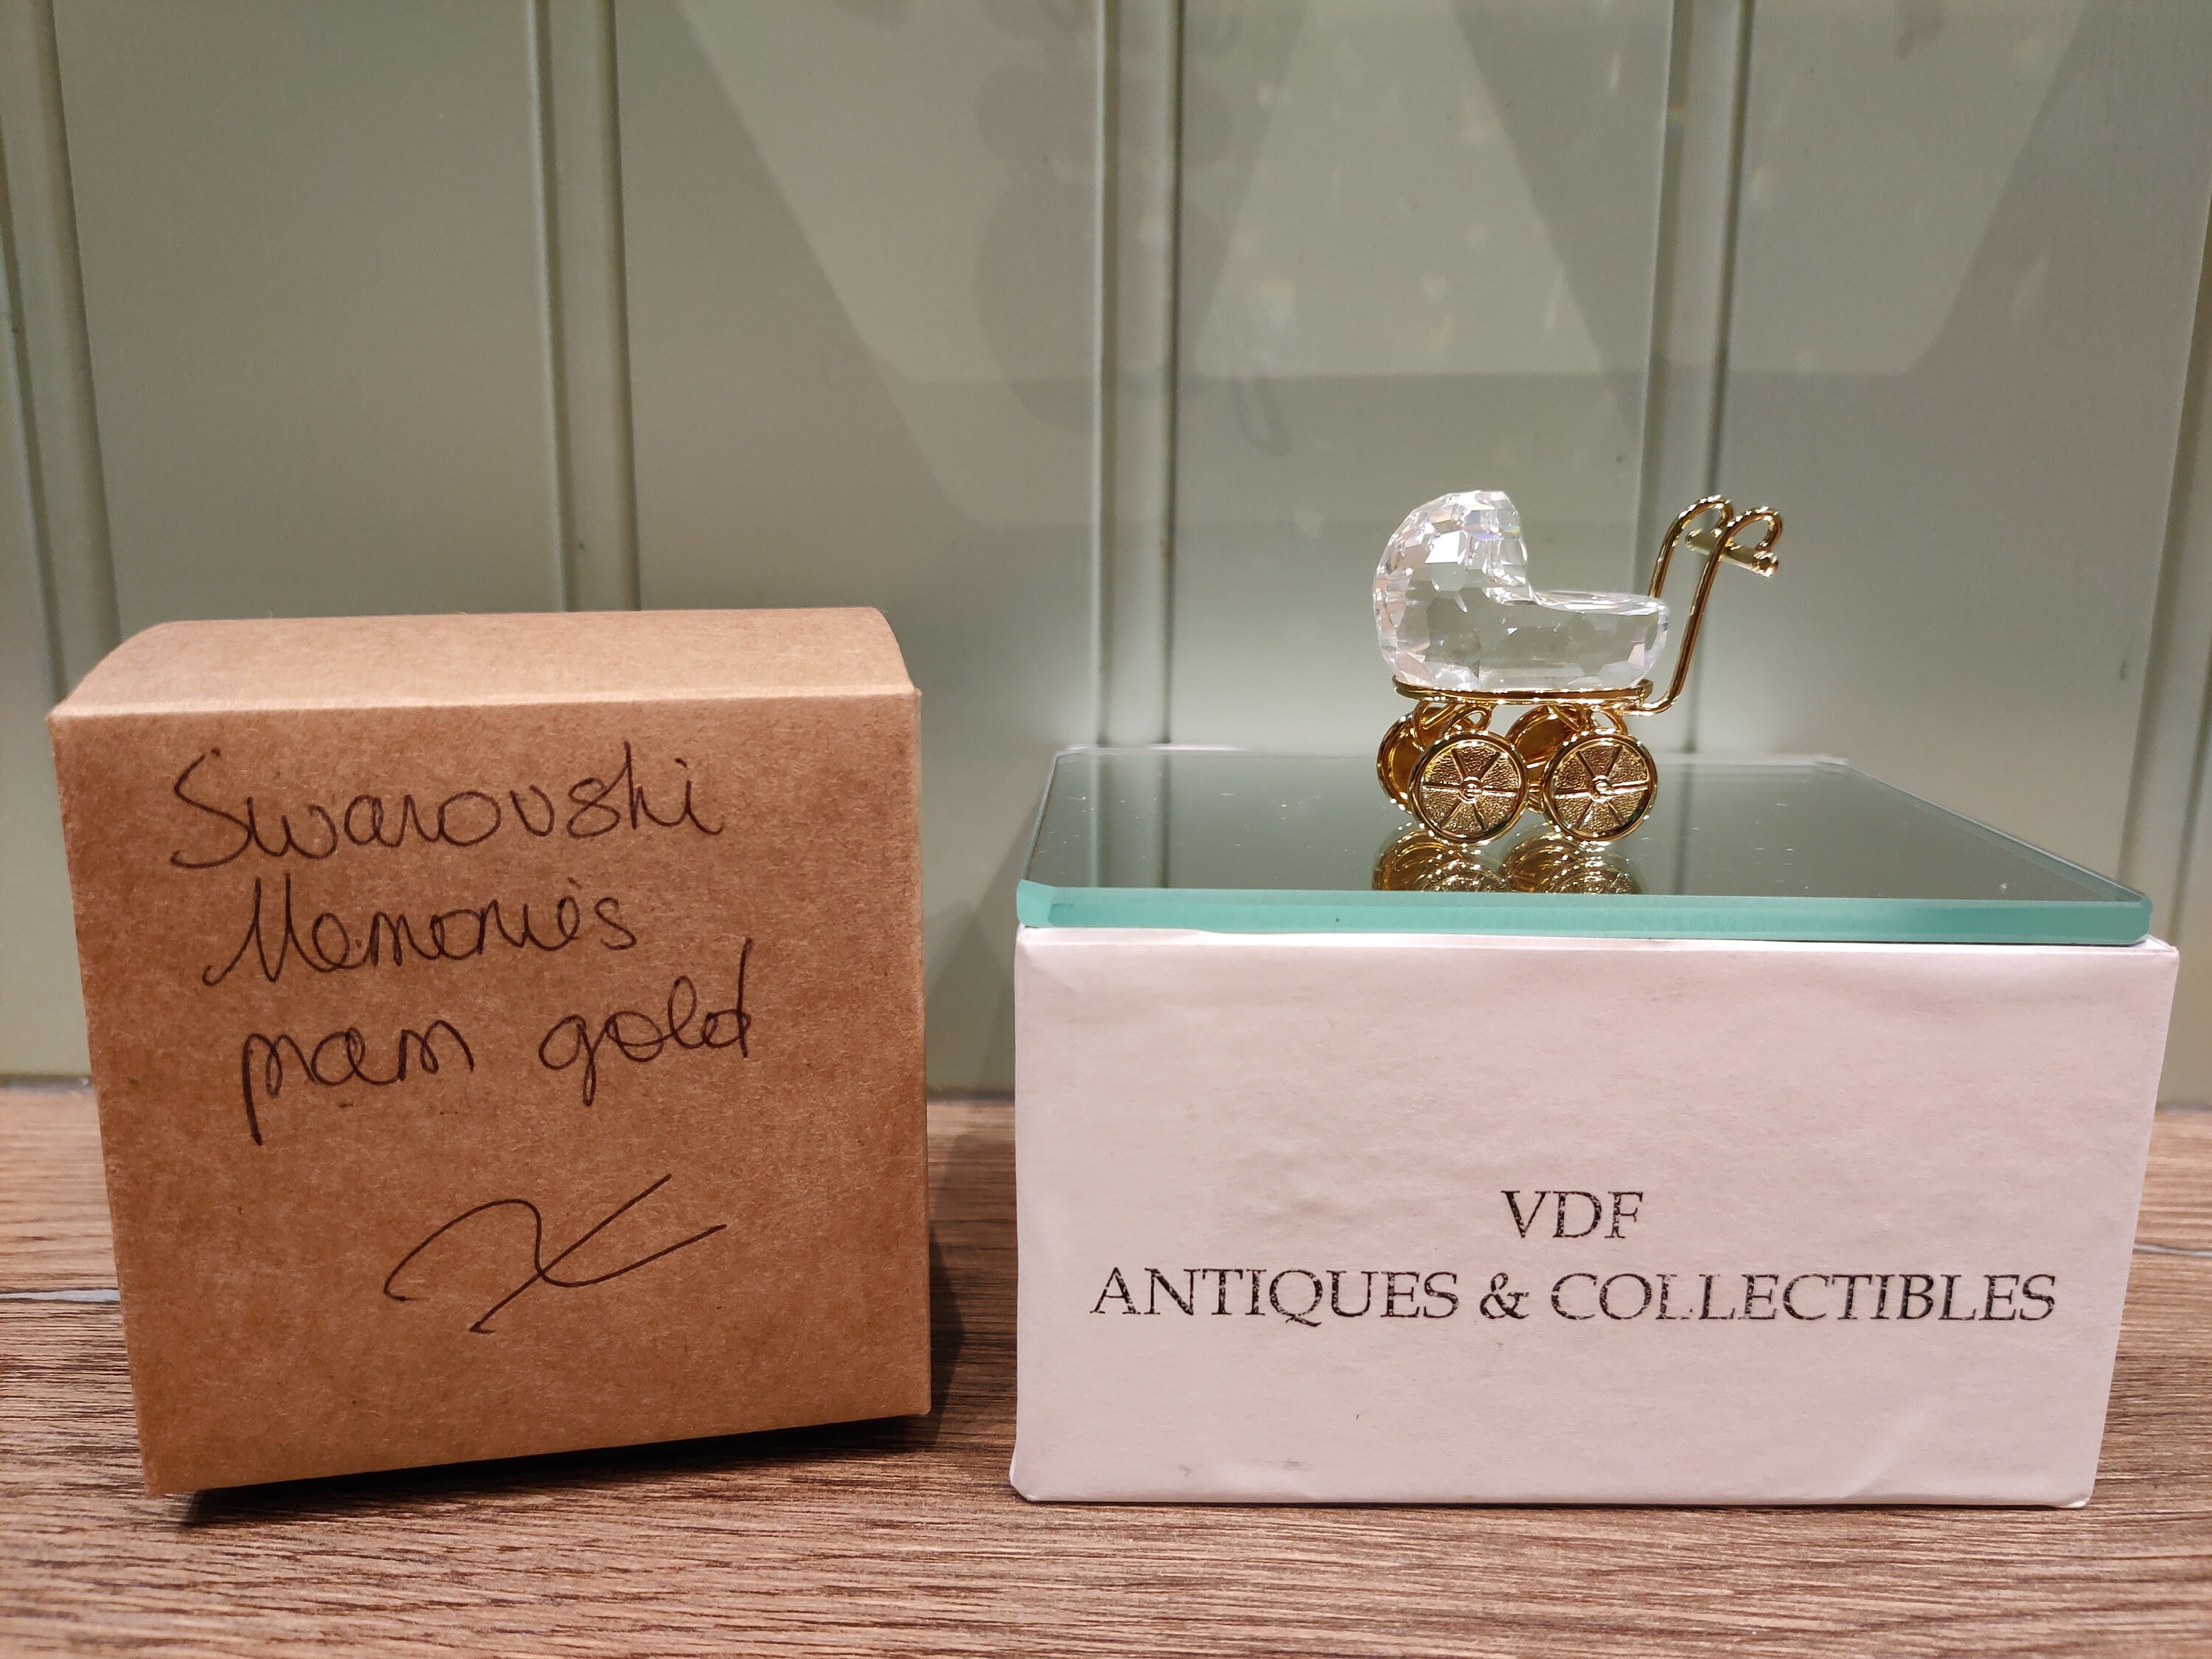 Swarovski
Memories
pram gold
VDF
ANTIQUES & COLLECTIBLES